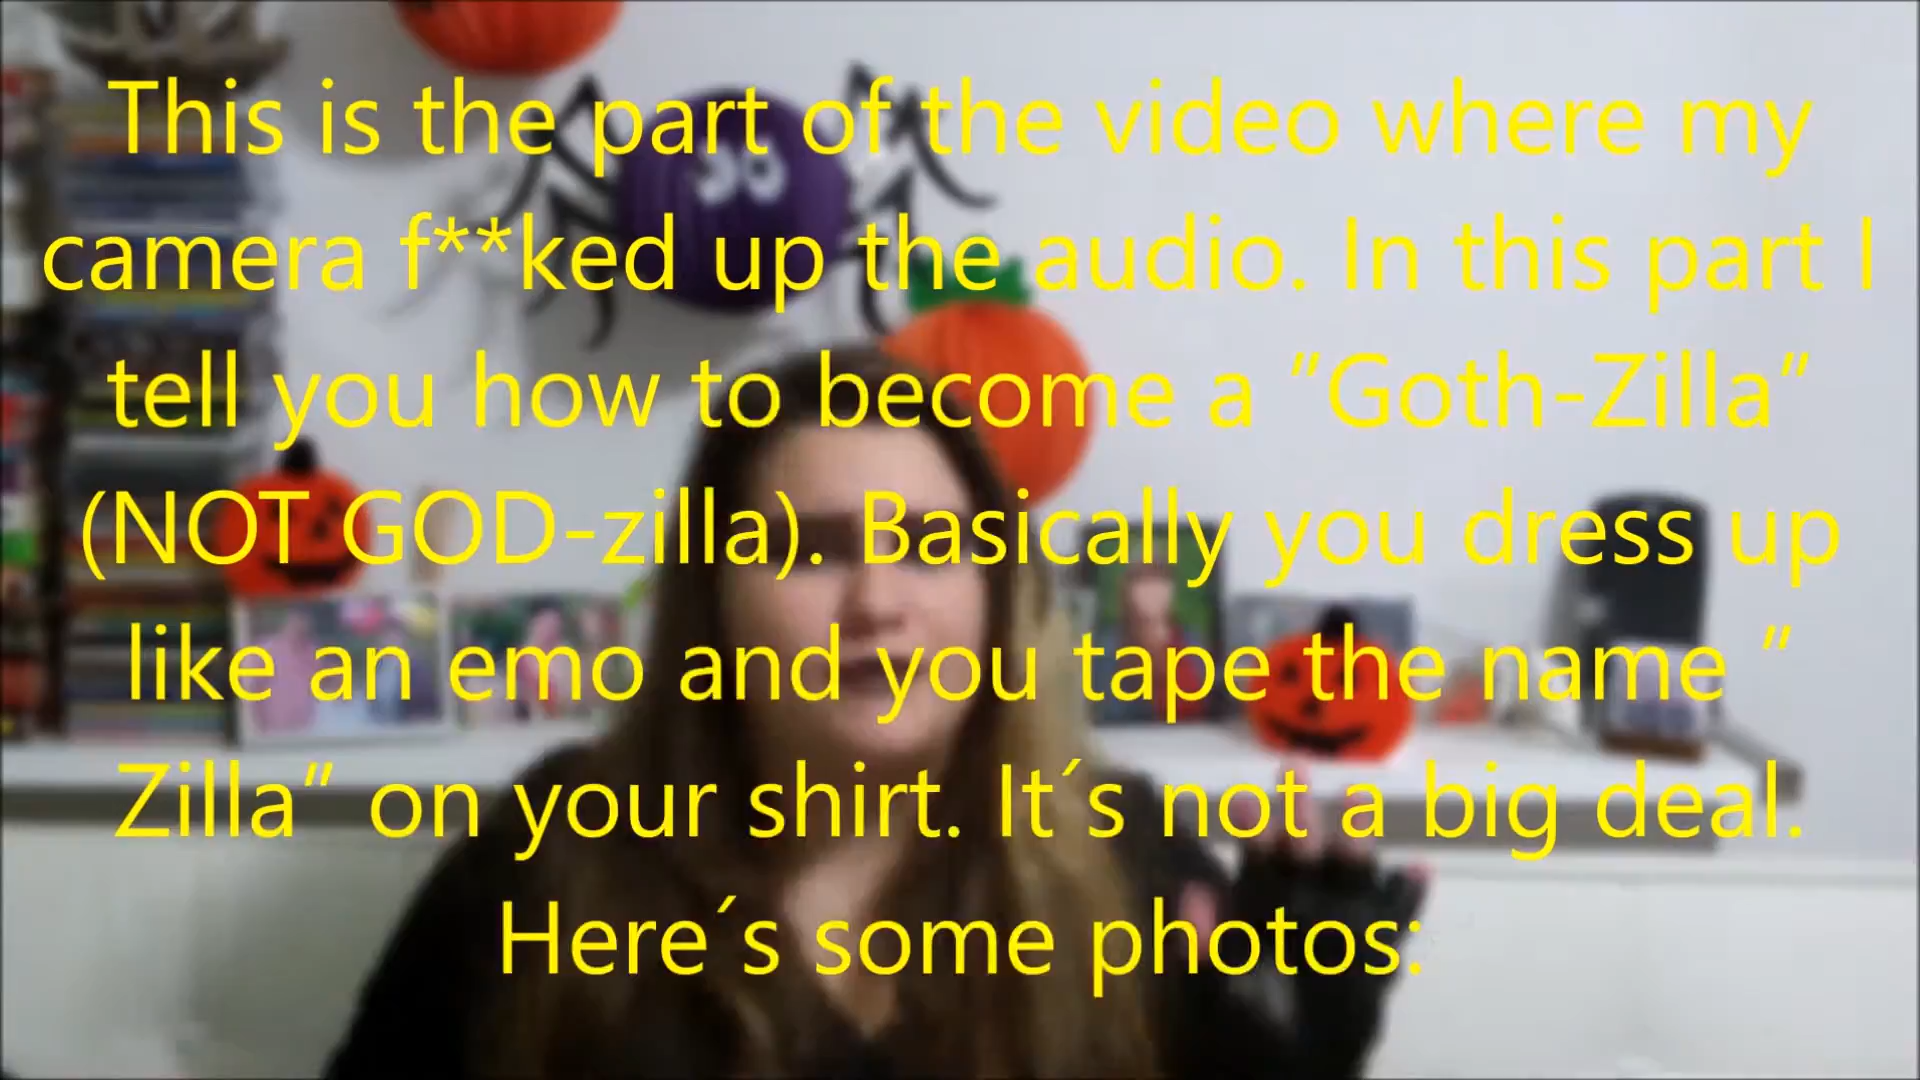 This is the part of the video where my
camera f**ked up the audio. In this part I
tell you how to become a ”Goth-Zilla”
(NOT GOD-zilla). Basically you dress up
like an emo and you tape the name ”
Zilla” on your shirt. It´s not a big deal.
Here´s some photos: